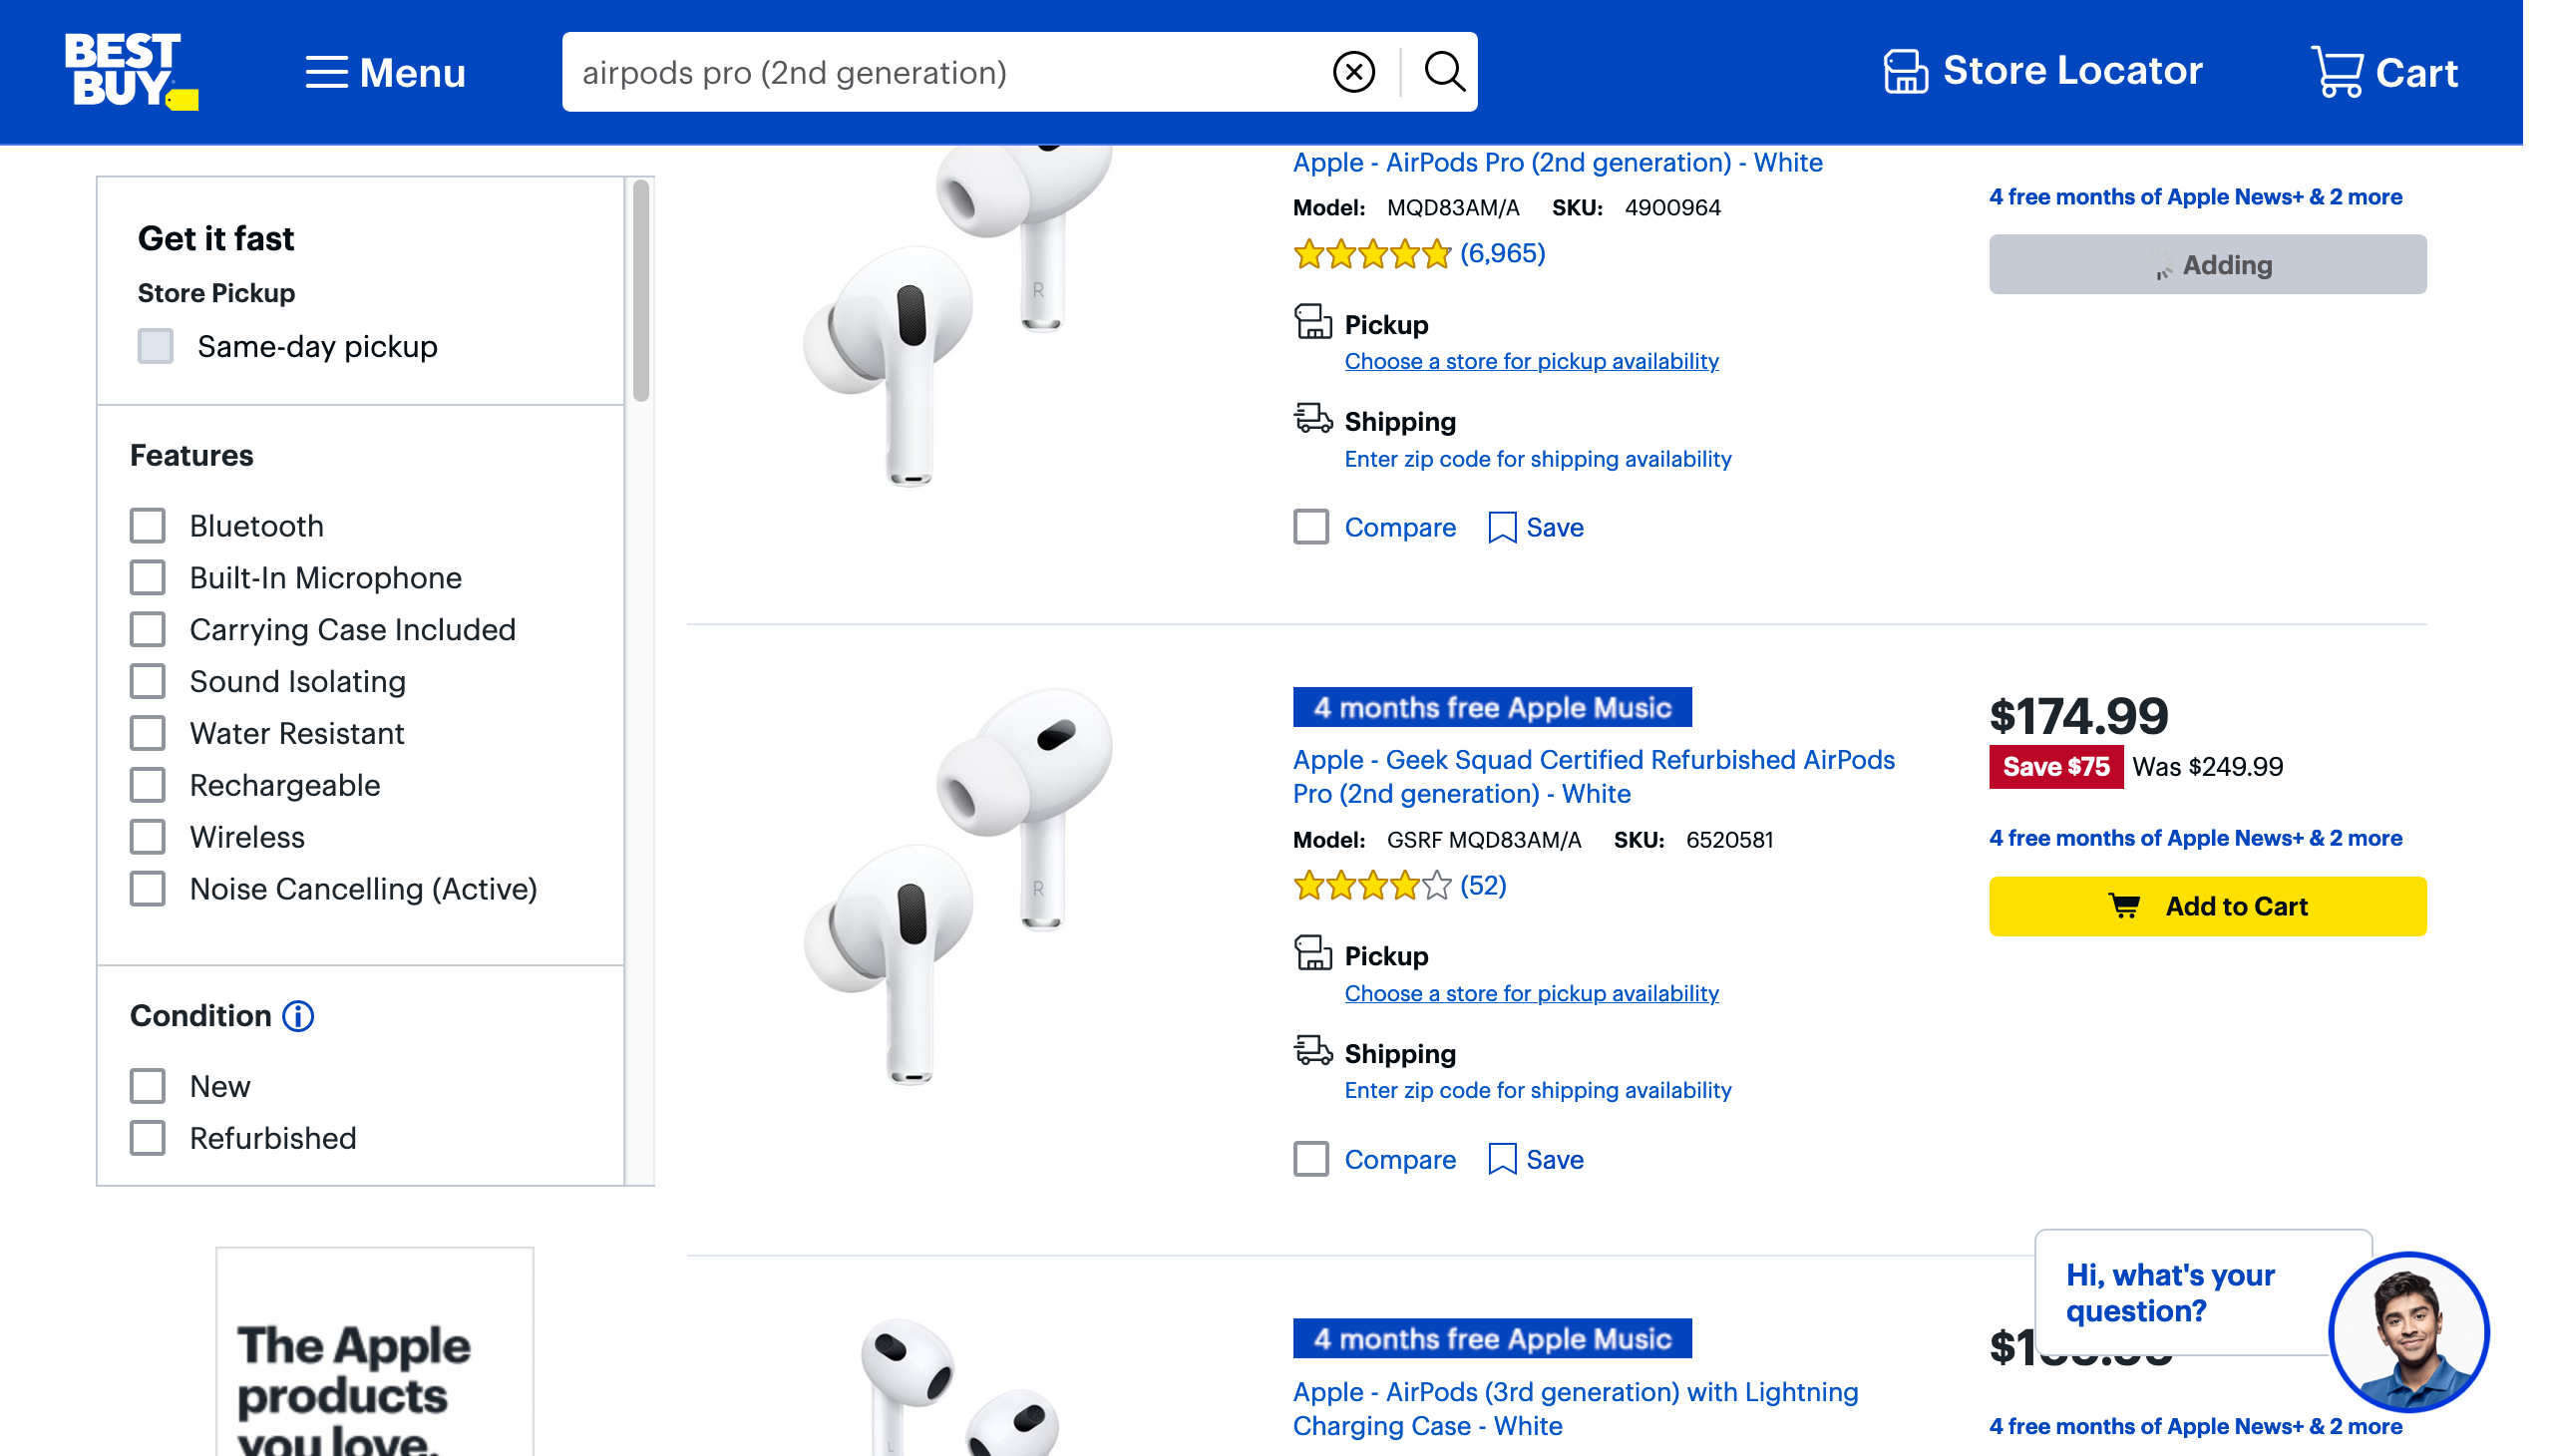 BEST
BUY
Menu
airpods pro (2nd generation)
Store Locator
Cart
Get it fast
Store Pickup
Same-day pickup
Features
Bluetooth
Built-In Microphone
Carrying Case Included
Sound Isolating
Water Resistant
Rechargeable
Wireless
Noise Cancelling (Active)
Condition
New
Refurbished
The Apple
products
you love.
Apple - AirPods Pro (2nd generation) - White
Model: MQD83AM/A SKU: 4900964
(6,965)
Pickup
Choose a store for pickup availability
Shipping
Enter zip code for shipping availability
Compare Save
4 free months of Apple News+ & 2 more
Adding
R
4 months free Apple Music
Apple - Geek Squad Certified Refurbished AirPods
Pro (2nd generation) - White
Model: GSRF MQD83AM/A SKU: 6520581
(52)
Pickup
Choose a store for pickup availability
Shipping
Enter zip code for shipping availability
Compare Save
$174.99
Save $75 Was $249.99
4 free months of Apple News+ & 2 more
Add to Cart
R
4 months free Apple Music
Apple - AirPods (3rd generation) with Lightning
Charging Case - White
4 free months of Apple News+ & 2 more
L
Hi, what's your
question?